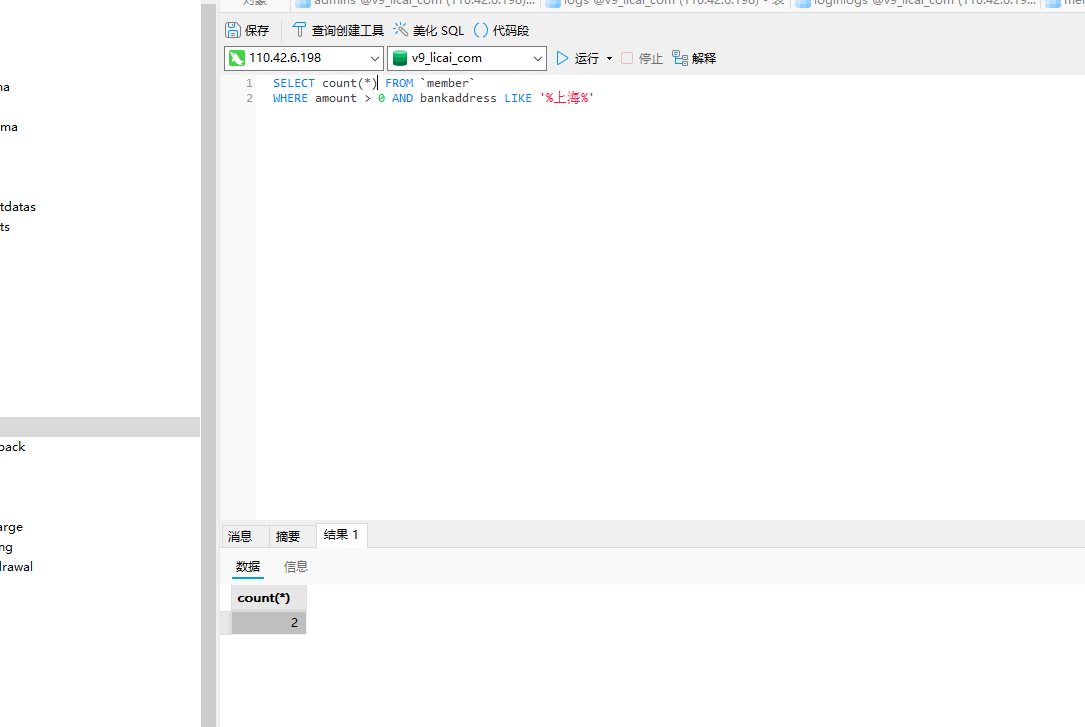 对象 admins @v9_licai_com (110.42.6.198)... logs @v9_licai_com (110.42.6.198) - 表 loginlogs @v9_licai_com (110.42.6.19...
保存 查询创建工具 美化 SQL () 代码段
110.42.6.198 v9_licai_com 运行 停止 解释
1 SELECT count(*) FROM `member`
2 WHERE amount > 0 AND bankaddress LIKE '%上海%'
na
ma
tdatas
ts
back
arge
ng
drawal
消息 摘要 结果 1
数据 信息
count(*)
2